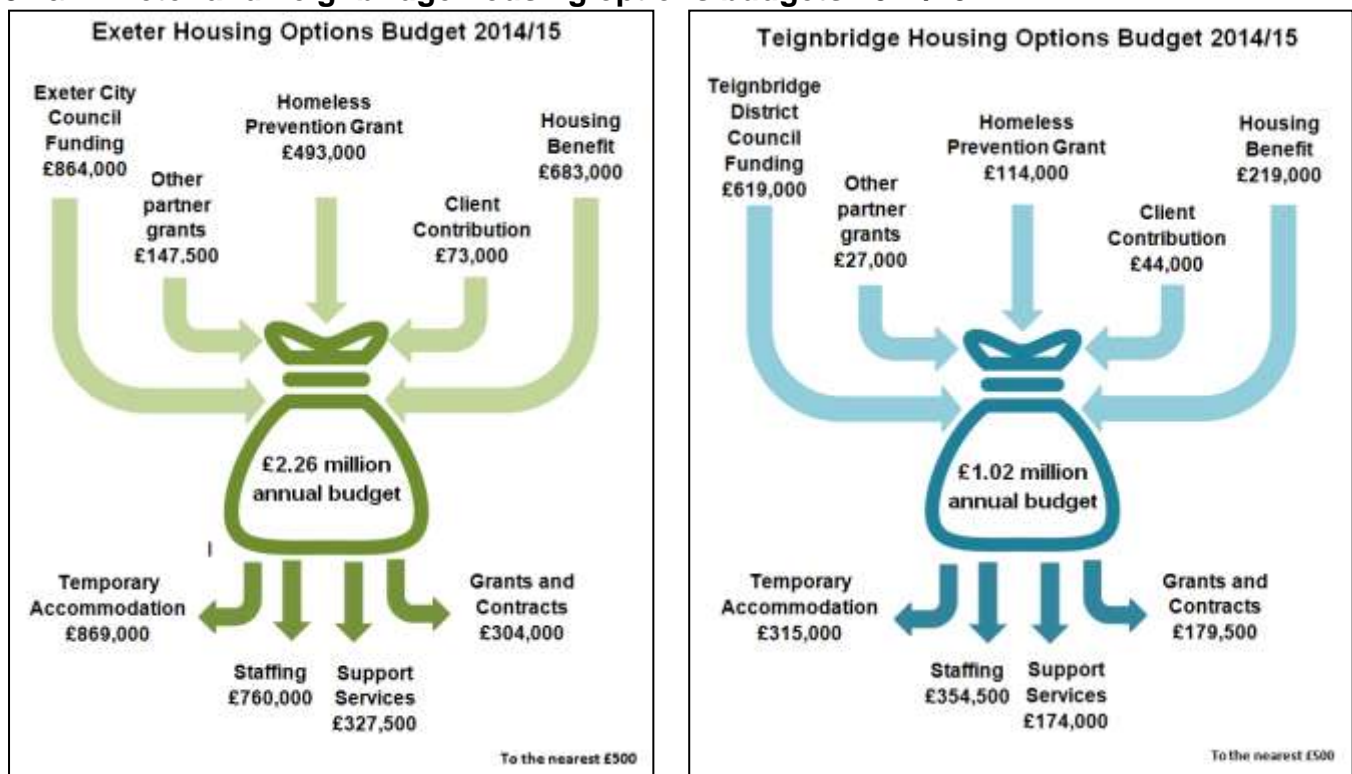 Exeter Housing Options Budget 2014/15
Exeter City
Council
Funding
£864,000
Other
partner
grants
£147,500
Homeless
Prevention Grant
£493,000
Client
Contribution
£73,000
Housing
Benefit
£683,000
£2.26 million
annual budget
Temporary
Accommodation
£869,000
Staffing
£760,000
Support
Services
£327,500
Grants and
Contracts
£304,000
To the nearest £500
Teignbridge Housing Options Budget 2014/15
Teignbridge
District
Council
Funding
£619,000
Other
partner
grants
£27,000
Homeless
Prevention Grant
£114,000
Client
Contribution
£44,000
Housing
Benefit
£219,000
£1.02 million
annual budget
Temporary
Accommodation
£315,000
Staffing
£354,500
Support
Services
£174,000
Grants and
Contracts
£179,500
To the nearest £500